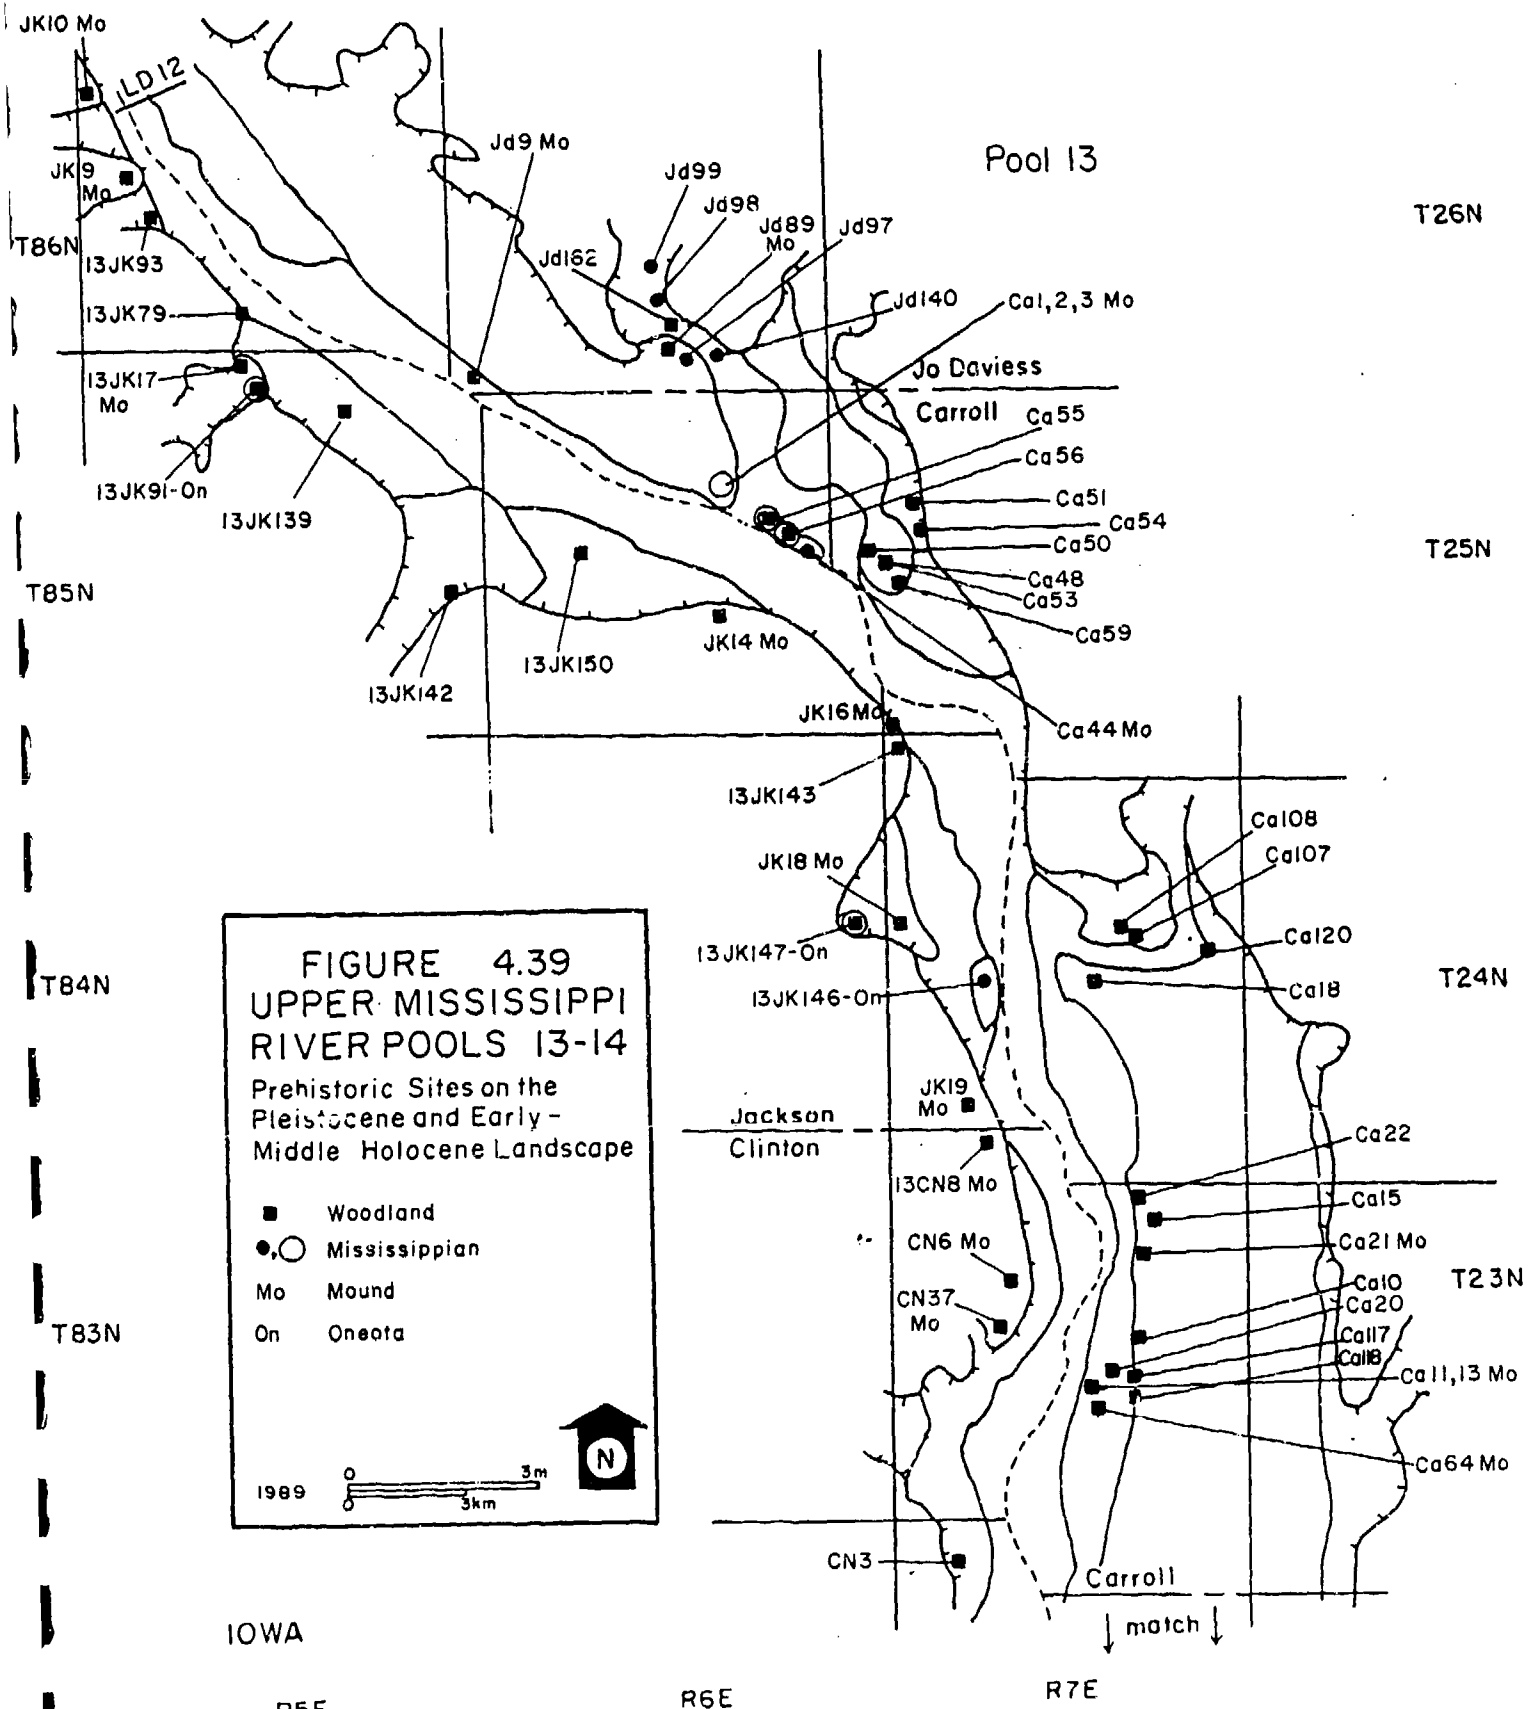 JK10 Mo
LD 12
Jd9 Mo
Jd99
Pool 13
JK19
Mo
Jd98
Jd89
Mo
Jd97
T26N
T86N
13JK93
Jd162
13JK79
Jd140
Ca1,2,3 Mo
13JK17
Mo
Jo Daviess
Carroll
Ca55
Ca56
13JK91-On
13JK139
Ca51
Ca54
Ca50
T25N
Ca48
Ca53
T85N
Ca59
JK14 Mo
13JK150
13JK142
JK16Mo
Ca44 Mo
13JK143
Ca108
Ca107
JK18 Mo
Ca120
13JK147-On
T84N
T24N
Ca18
13JK146-On
FIGURE 4.39
UPPER MISSISSIPPI
RIVER POOLS 13-14
Prehistoric Sites on the
Pleistocene and Early-
Middle Holocene Landscape
Woodland
Mississippian
Mo Mound
On Oneota
N
1989
0 3m
0 3km
JK19
Mo
Jackson
Clinton
Ca22
13CN8 Mo
Ca15
CN6 Mo
Ca21 Mo
T23N
Ca10
CN37
Mo
Ca20
T83N
Ca117
Ca118
Ca11,13 Mo
Ca64 Mo
CN3
Carroll
match
IOWA
R5E
R6E
R7E